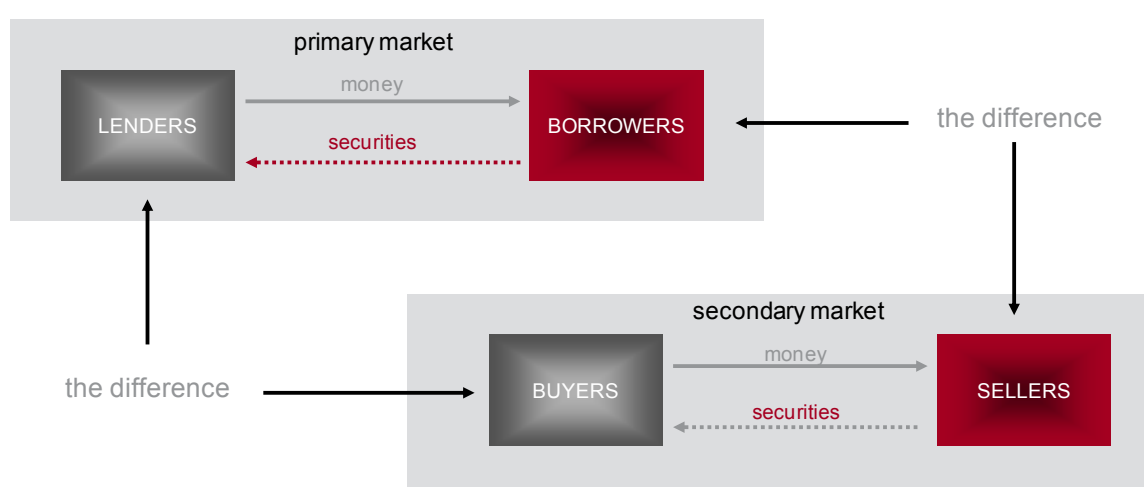 primary market
money
LENDERS
BORROWERS
securities
the difference
secondary market
money
the difference
BUYERS
SELLERS
securities